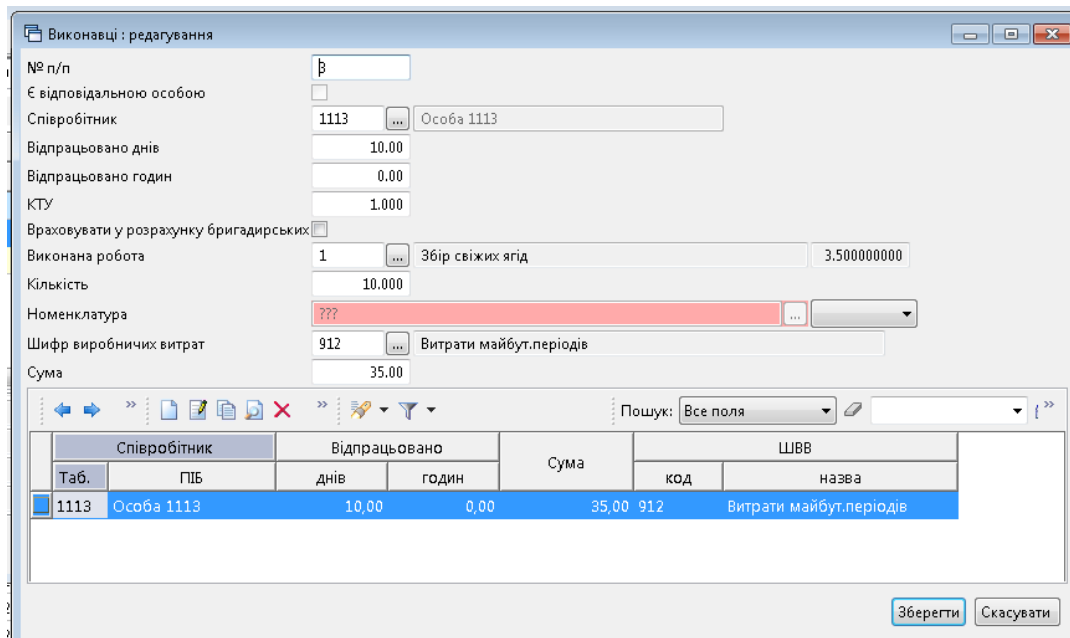 Виконавці : редагування
№ п/п 3
Є відповідальною особою
Співробітник 1113 ... Особа 1113
Відпрацьовано днів 10.00
Відпрацьовано годин 0.00
КТУ 1.000
Враховувати у розрахунку бригадирських
Виконана робота 1 ... Збір свіжих ягід 3.500000000
Кількість 10.000
Номенклатура ??? ...
Шифр виробничих витрат 912 ... Витрати майбут.періодів
Сума 35.00
Пошук: Все поля
Співробітник Відпрацьовано Сума ШВВ
Таб. ПІБ днів годин код назва
1113 Особа 1113 10,00 0,00 35,00 912 Витрати майбут.періодів
Зберегти Скасувати